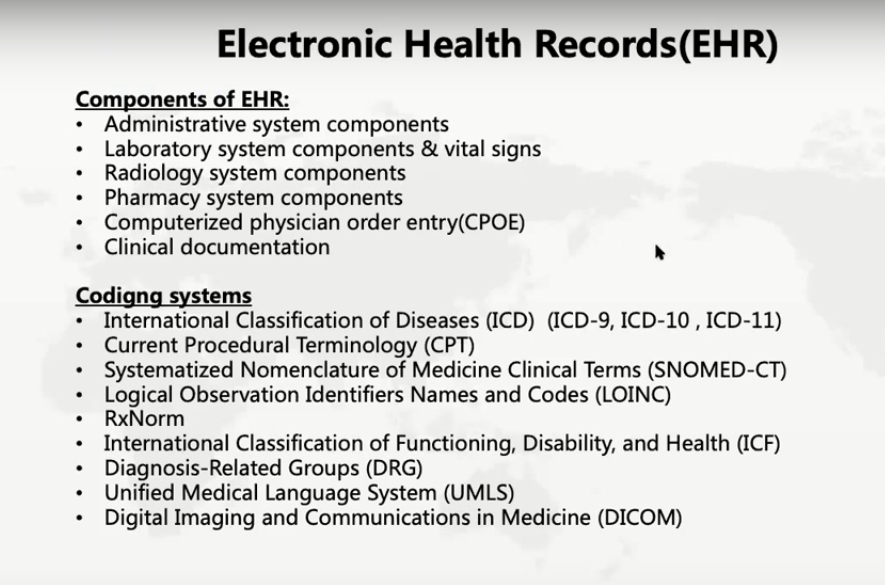 Electronic Health Records(EHR)
Components of EHR:
• Administrative system components
• Laboratory system components & vital signs
• Radiology system components
• Pharmacy system components
• Computerized physician order entry(CPOE)
• Clinical documentation
Codigng systems
• International Classification of Diseases (ICD)  (ICD-9, ICD-10 , ICD-11)
• Current Procedural Terminology (CPT)
• Systematized Nomenclature of Medicine Clinical Terms (SNOMED-CT)
• Logical Observation Identifiers Names and Codes (LOINC)
• RxNorm
• International Classification of Functioning, Disability, and Health (ICF)
• Diagnosis-Related Groups (DRG)
• Unified Medical Language System (UMLS)
• Digital Imaging and Communications in Medicine (DICOM)